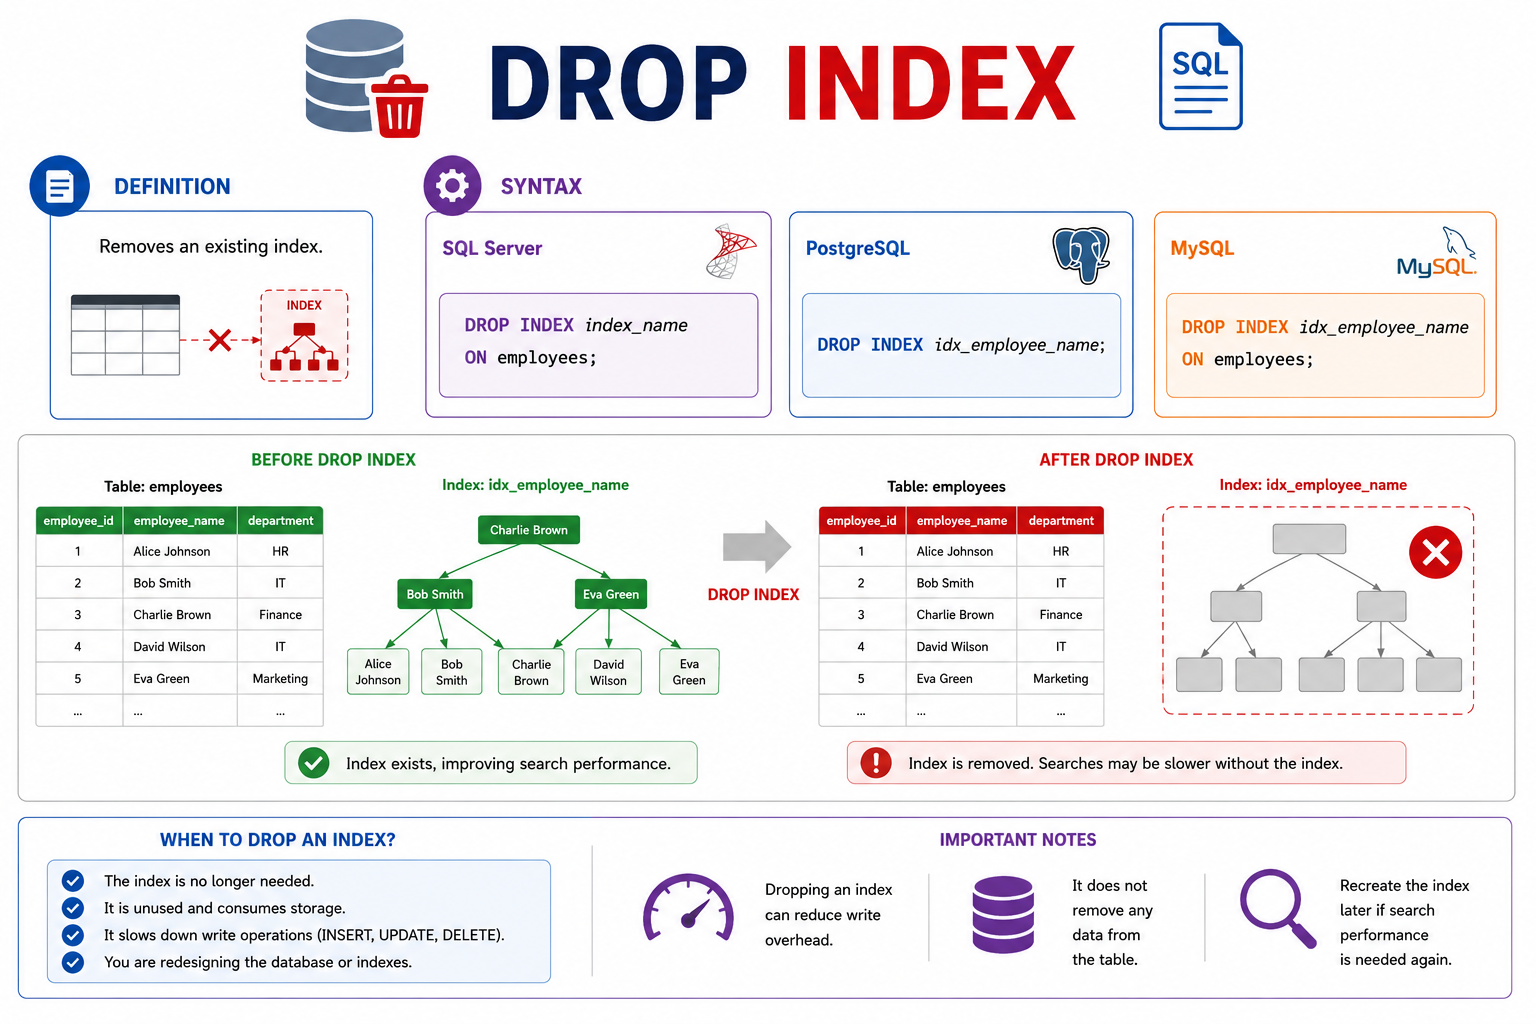 DROP INDEX
SQL
DEFINITION
Removes an existing index.
INDEX
SYNTAX
SQL Server
DROP INDEX index_name
ON employees;
PostgreSQL
DROP INDEX idx_employee_name;
MySQL
MySQL.
DROP INDEX idx_employee_name
ON employees;
BEFORE DROP INDEX
Table: employees
employee_id employee_name department
1 Alice Johnson HR
2 Bob Smith IT
3 Charlie Brown Finance
4 David Wilson IT
5 Eva Green Marketing
... ... ...
Index: idx_employee_name
Charlie Brown
Bob Smith
Eva Green
Alice
Johnson
Bob
Smith
Charlie
Brown
David
Wilson
Eva
Green
Index exists, improving search performance.
DROP INDEX
AFTER DROP INDEX
Table: employees
employee_id employee_name department
1 Alice Johnson HR
2 Bob Smith IT
3 Charlie Brown Finance
4 David Wilson IT
5 Eva Green Marketing
... ... ...
Index: idx_employee_name
Index is removed. Searches may be slower without the index.
WHEN TO DROP AN INDEX?
The index is no longer needed.
It is unused and consumes storage.
It slows down write operations (INSERT, UPDATE, DELETE).
You are redesigning the database or indexes.
IMPORTANT NOTES
Dropping an index
can reduce write
overhead.
It does not
remove any
data from
the table.
Recreate the index
later if search
performance
is needed again.